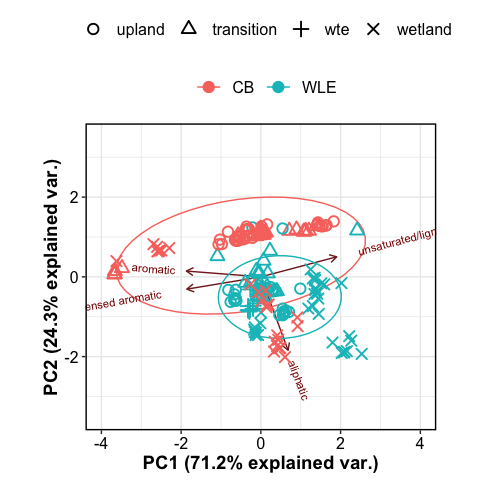 upland transition wte wetland
CB WLE
PC2 (24.3% explained var.)
2
0
-2
unsaturated/lign
aromatic
ensed aromatic
aliphatic
-4 -2 0 2 4
PC1 (71.2% explained var.)